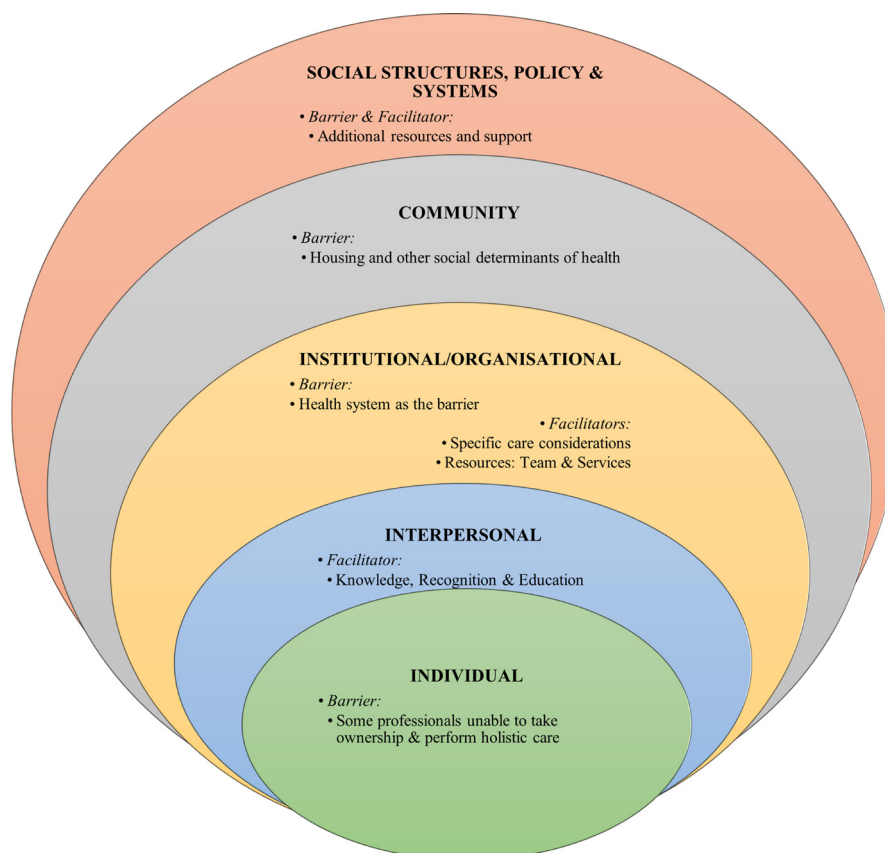 SOCIAL STRUCTURES, POLICY &
SYSTEMS
• Barrier & Facilitator:
• Additional resources and support
COMMUNITY
• Barrier:
• Housing and other social determinants of health
INSTITUTIONAL/ORGANISATIONAL
• Barrier:
• Health system as the barrier
• Facilitators:
• Specific care considerations
• Resources: Team & Services
INTERPERSONAL
• Facilitator:
• Knowledge, Recognition & Education
INDIVIDUAL
• Barrier:
• Some professionals unable to take
ownership & perform holistic care